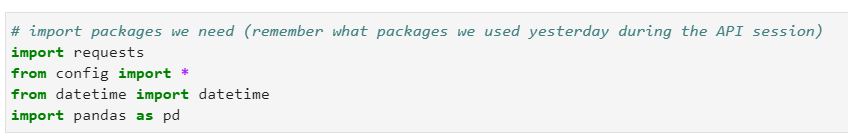 # import packages we need (remember what packages we used yesterday during the API session)
import requests
from config import *
from datetime import datetime
import pandas as pd